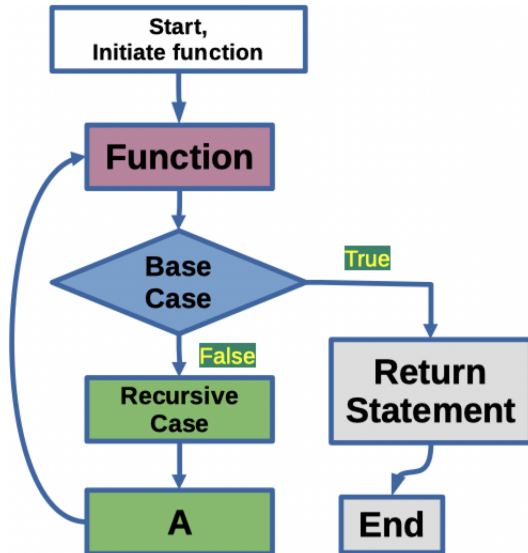 Start,
Initiate function
Function
Base
Case
True
False
Recursive
Case
Return
Statement
A
End